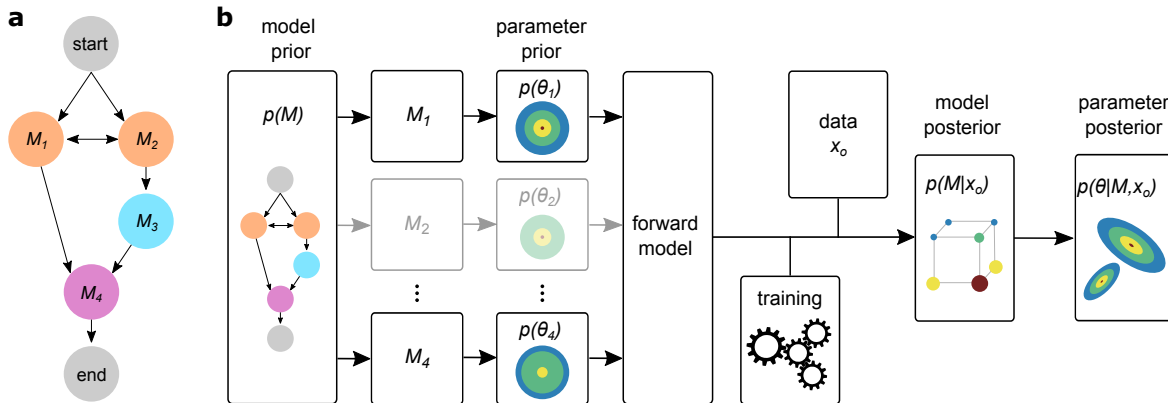 a
start
M₁
M₂
M₃
M₄
end
b
model
prior
parameter
prior
p(M)
M₁
p(θ₁)
M₂
p(θ₂)
⋮
⋮
M₄
p(θ₄)
forward
model
data
xₒ
training
model
posterior
p(M|xₒ)
parameter
posterior
p(θ|M,xₒ)